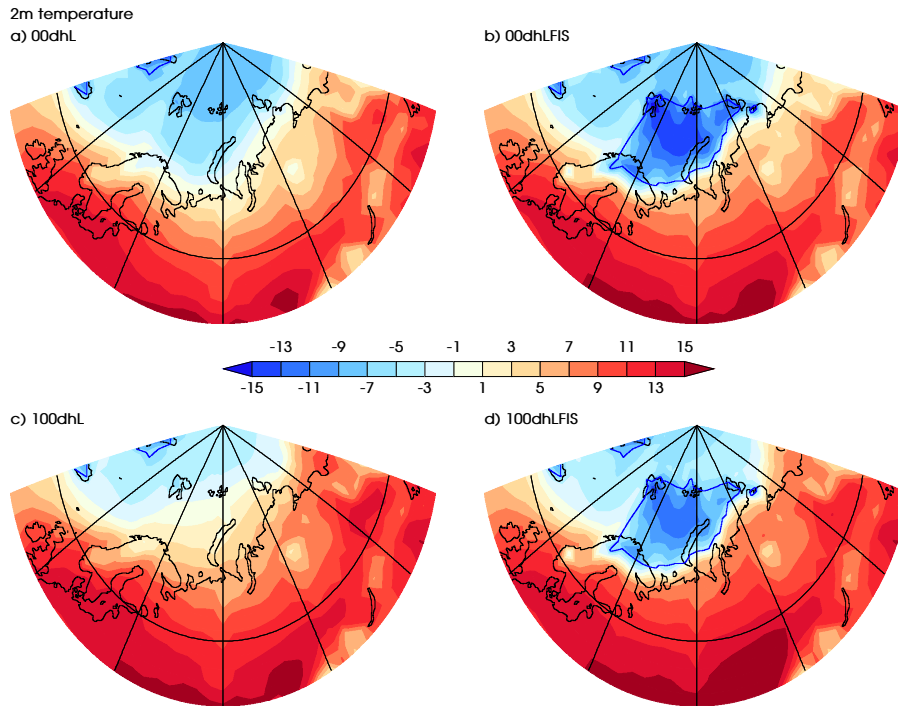 2m temperature
a) 00dhL
b) 00dhLFIS
-13 -9 -5 -1 3 7 11 15
-15 -11 -7 -3 1 5 9 13
c) 100dhL
d) 100dhLFIS